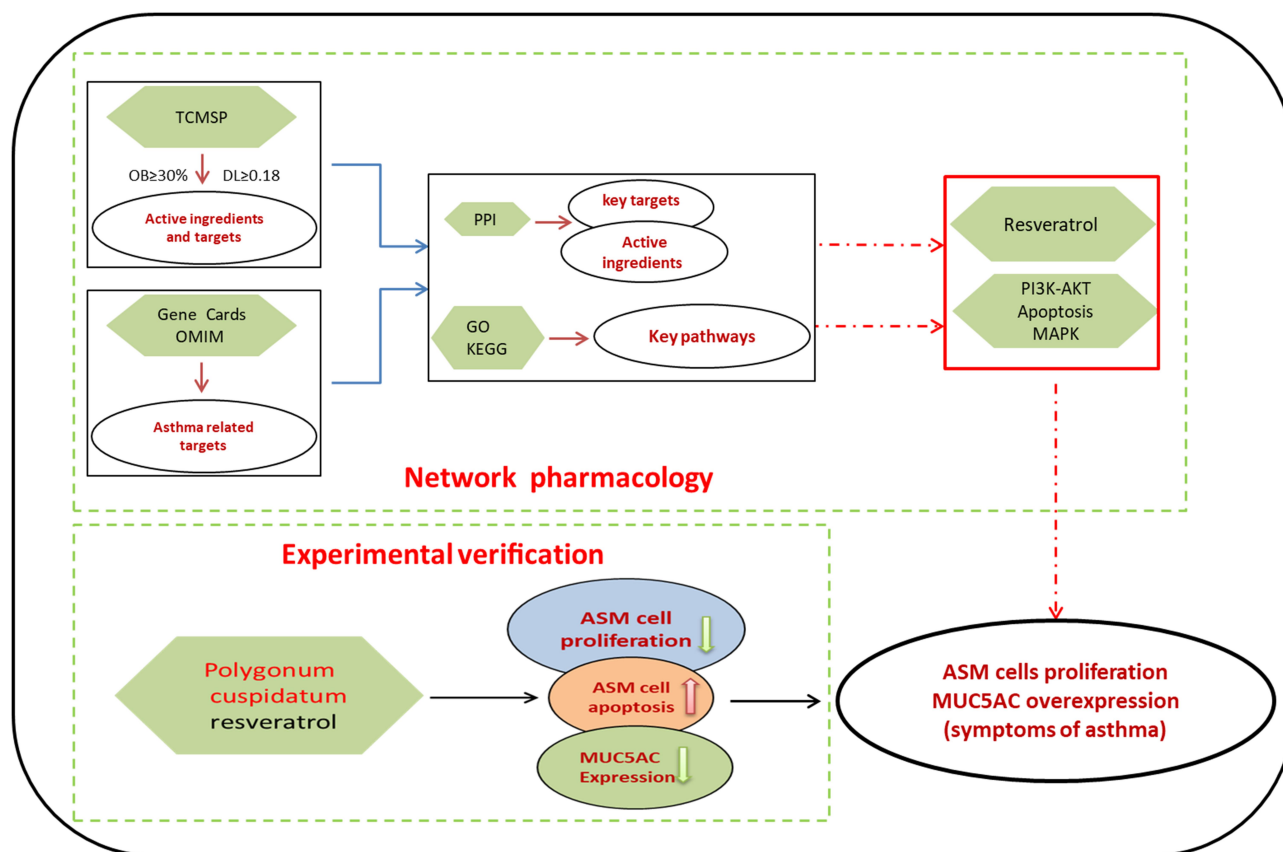 TCMSP
OB≥30% DL≥0.18
Active ingredients
and targets
Gene Cards
OMIM
Asthma related
targets
PPI
key targets
Active
ingredients
GO
KEGG
Key pathways
Resveratrol
PI3K-AKT
Apoptosis
MAPK
Network pharmacology
Experimental verification
Polygonum
cuspidatum
resveratrol
ASM cell
proliferation
ASM cell
apoptosis
MUC5AC
Expression
ASM cells proliferation
MUC5AC overexpression
(symptoms of asthma)